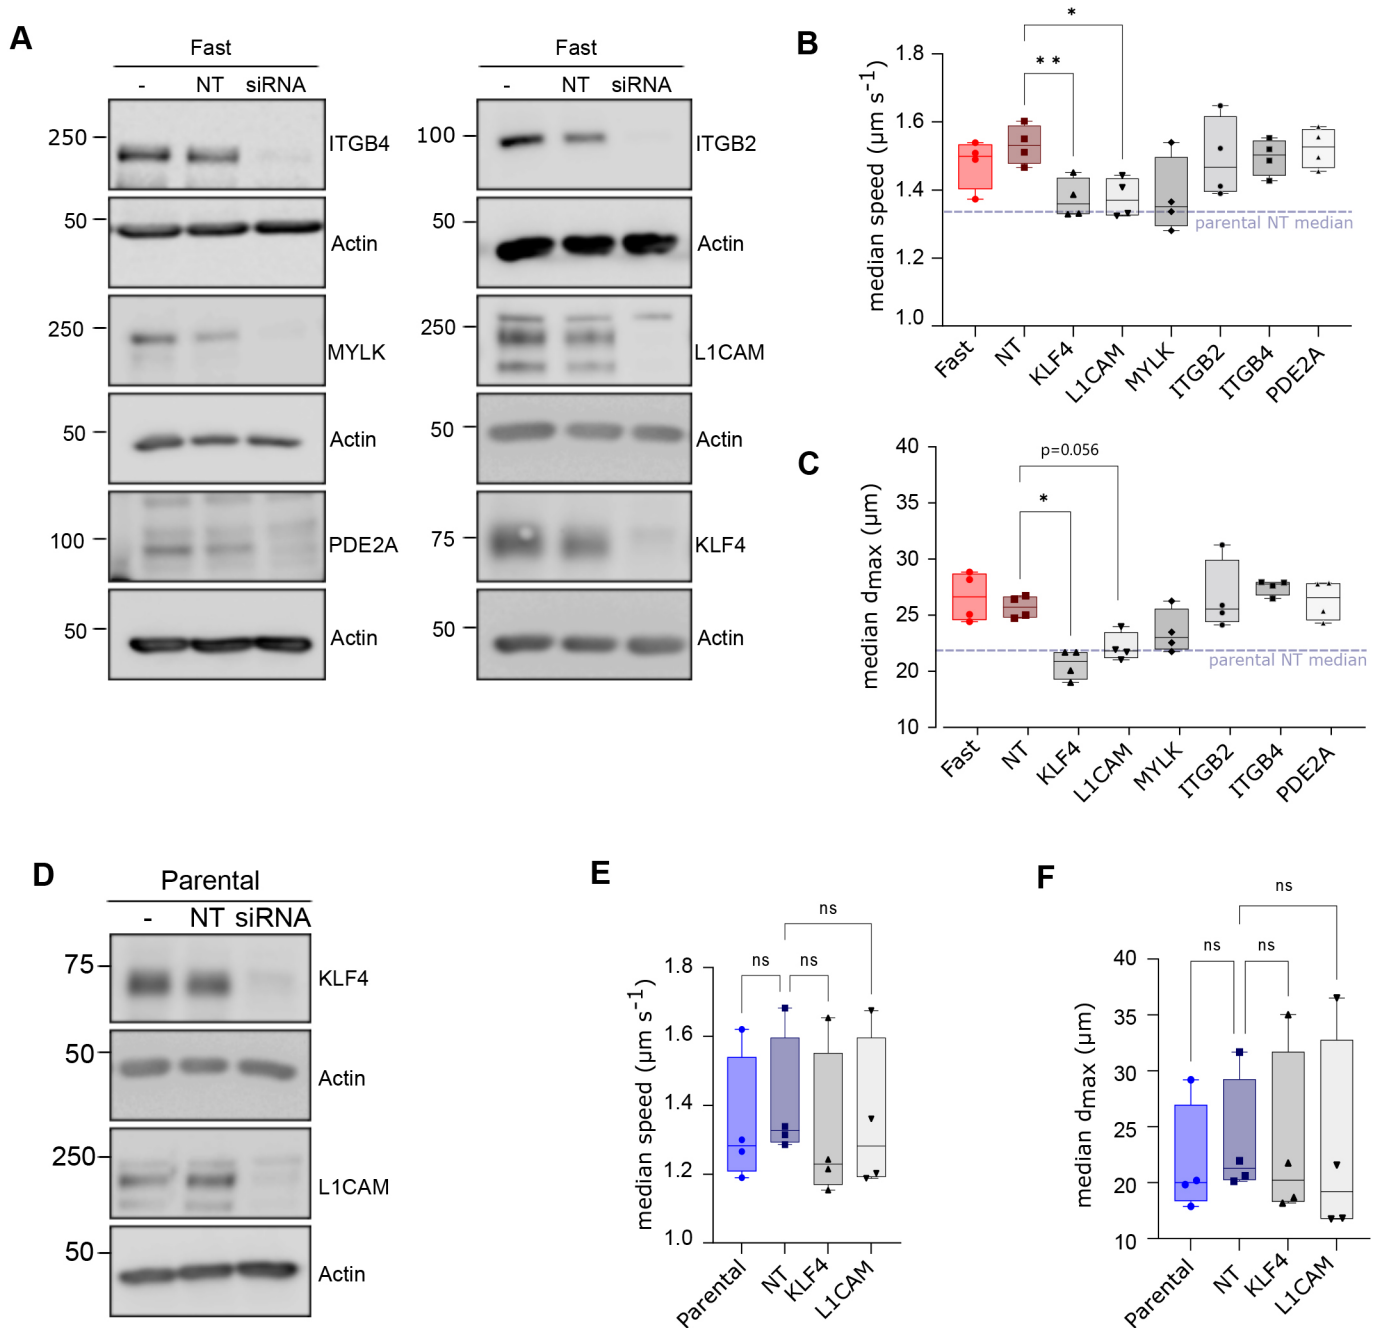 A
Fast
- NT siRNA
250
ITGB4
50
Actin
250
MYLK
50
Actin
100
PDE2A
50
Actin
Fast
- NT siRNA
100
ITGB2
50
Actin
250
L1CAM
50
Actin
75
KLF4
50
Actin
B
*
**
median speed (µm s⁻¹)
1.8
1.6
1.4
1.2
1.0
parental NT median
Fast NT KLF4 L1CAM MYLK ITGB2 ITGB4 PDE2A
C
p=0.056
*
median dmax (µm)
40
35
30
25
20
10
parental NT median
Fast NT KLF4 L1CAM MYLK ITGB2 ITGB4 PDE2A
D
Parental
- NT siRNA
75
KLF4
50
Actin
250
L1CAM
50
Actin
E
ns
ns ns
median speed (µm s⁻¹)
1.8
1.6
1.4
1.2
1.0
Parental NT KLF4 L1CAM
F
ns
ns ns
median dmax (µm)
40
35
30
25
20
10
Parental NT KLF4 L1CAM